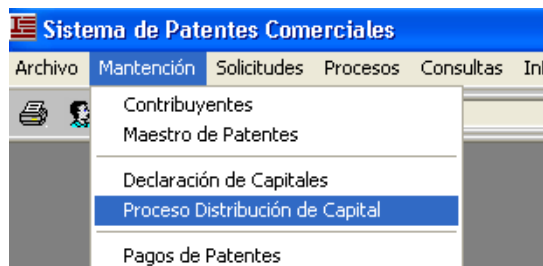 Sistema de Patentes Comerciales
Archivo Mantención Solicitudes Procesos Consultas
Contribuyentes
Maestro de Patentes
Declaración de Capitales
Proceso Distribución de Capital
Pagos de Patentes